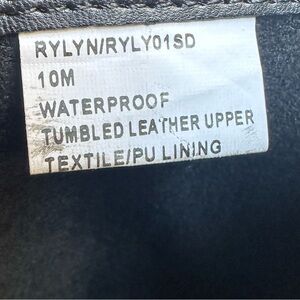 RYLYN/RYLY01SD
10M
WATERPROOF
TUMBLED LEATHER UPPER
TEXTILE/PU LINING